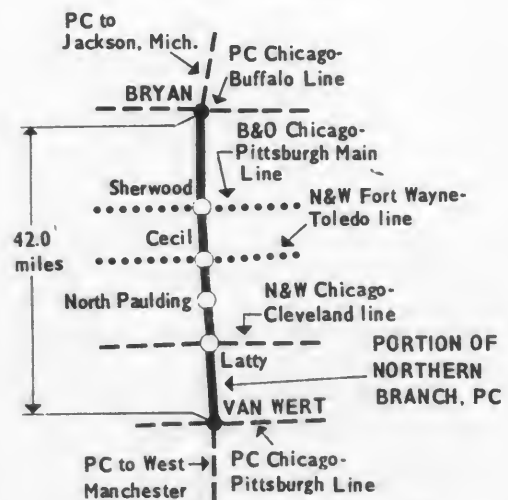 PC to
Jackson, Mich.
PC Chicago-
Buffalo Line
BRYAN
B&O Chicago-
Pittsburgh Main
Line
Sherwood
N&W Fort Wayne-
Toledo line
Cecil
42.0
miles
North Paulding
N&W Chicago-
Cleveland line
Latty
PORTION OF
NORTHERN
BRANCH, PC
VAN WERT
PC to West
Manchester
PC Chicago-
Pittsburgh Line